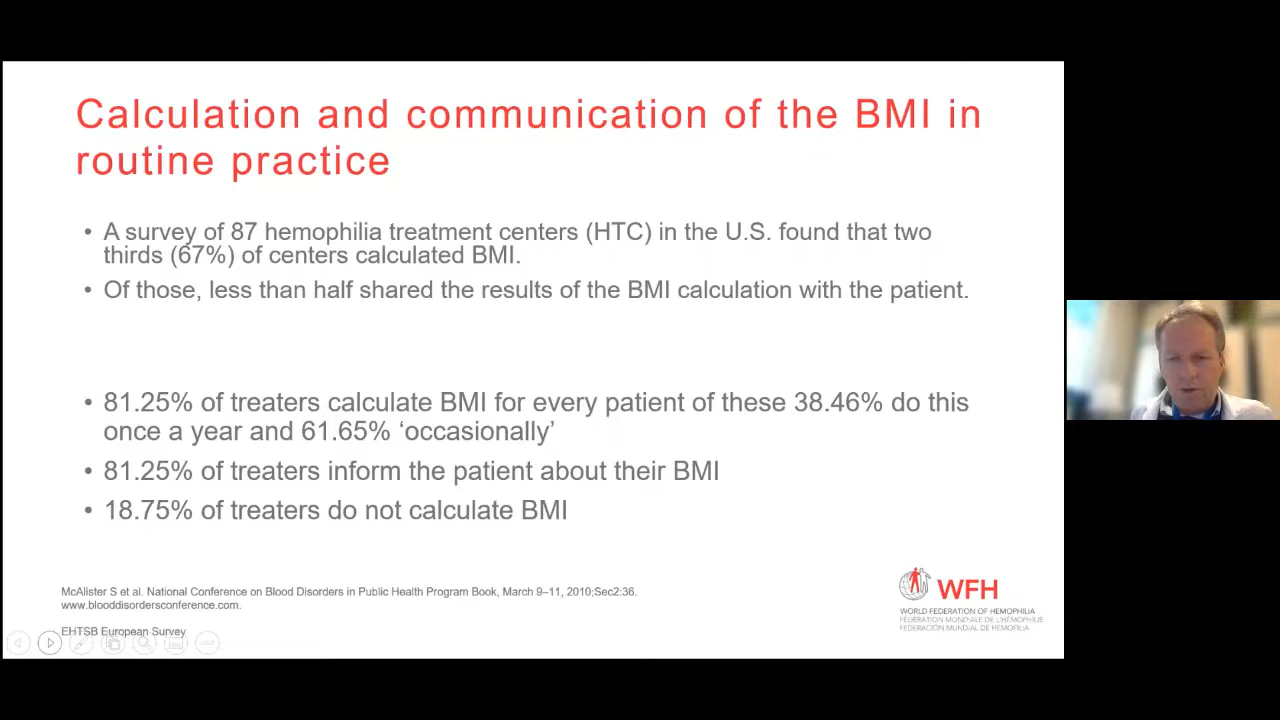 Calculation and communication of the BMI in
routine practice
• A survey of 87 hemophilia treatment centers (HTC) in the U.S. found that two
thirds (67%) of centers calculated BMI.
• Of those, less than half shared the results of the BMI calculation with the patient.
• 81.25% of treaters calculate BMI for every patient of these 38.46% do this
once a year and 61.65% ‘occasionally’
• 81.25% of treaters inform the patient about their BMI
• 18.75% of treaters do not calculate BMI
McAlister S et al. National Conference on Blood Disorders in Public Health Program Book, March 9–11, 2010;Sec2:36.
www.blooddisordersconference.com.
EHTSB European Survey
WFH
WORLD FEDERATION OF HEMOPHILIA
FÉDÉRATION MONDIALE DE L'HÉMOPHILIE
FEDERACIÓN MUNDIAL DE HEMOFILIA